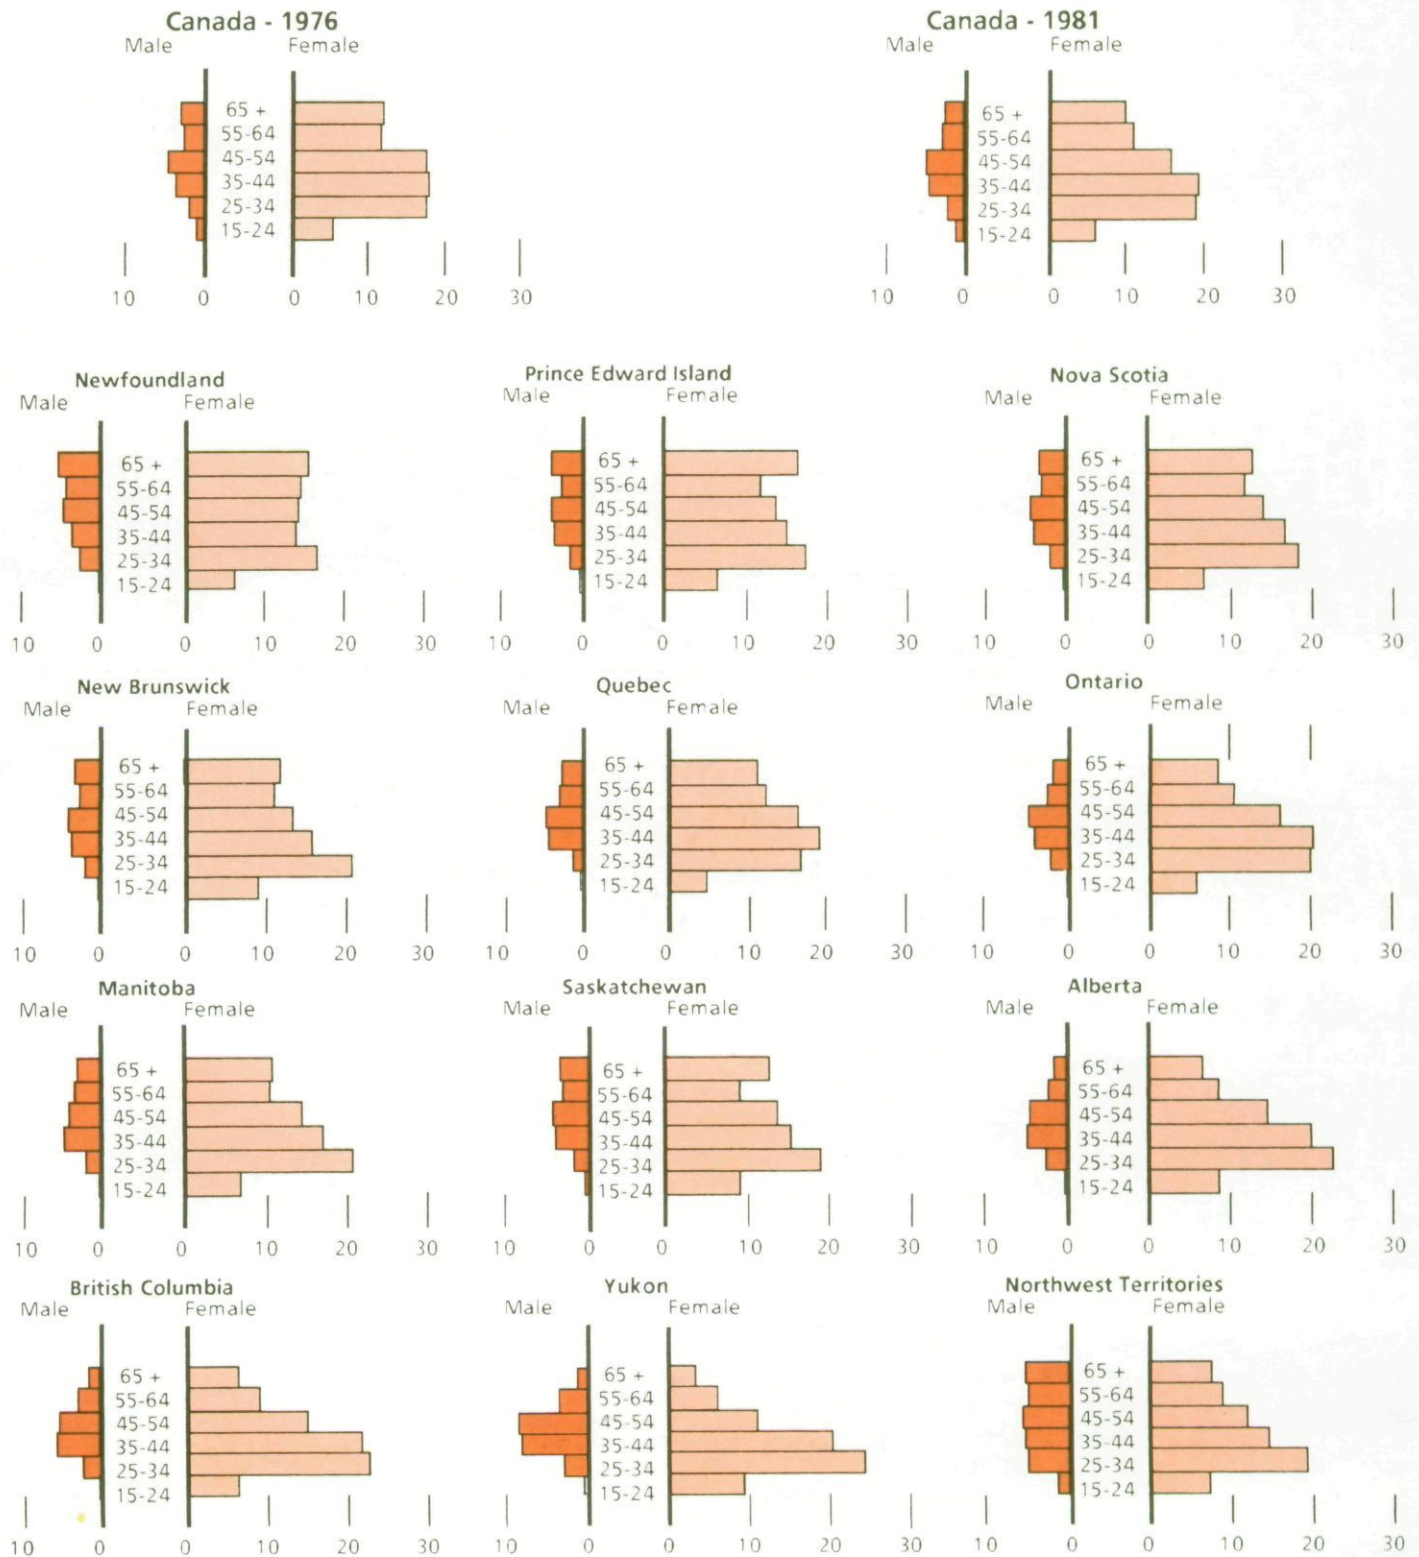 Canada - 1976
Male Female
65 +
55-64
45-54
35-44
25-34
15-24
10 0 0 10 20 30
Canada - 1981
Male Female
65 +
55-64
45-54
35-44
25-34
15-24
10 0 0 10 20 30
Newfoundland
Male Female
65 +
55-64
45-54
35-44
25-34
15-24
10 0 0 10 20 30
Prince Edward Island
Male Female
65 +
55-64
45-54
35-44
25-34
15-24
10 0 0 10 20 30
Nova Scotia
Male Female
65 +
55-64
45-54
35-44
25-34
15-24
10 0 0 10 20 30
New Brunswick
Male Female
65 +
55-64
45-54
35-44
25-34
15-24
10 0 0 10 20 30
Quebec
Male Female
65 +
55-64
45-54
35-44
25-34
15-24
10 0 0 10 20 30
Ontario
Male Female
65 +
55-64
45-54
35-44
25-34
15-24
10 0 0 10 20 30
Manitoba
Male Female
65 +
55-64
45-54
35-44
25-34
15-24
10 0 0 10 20 30
Saskatchewan
Male Female
65 +
55-64
45-54
35-44
25-34
15-24
10 0 0 10 20 30
Alberta
Male Female
65 +
55-64
45-54
35-44
25-34
15-24
10 0 0 10 20 30
British Columbia
Male Female
65 +
55-64
45-54
35-44
25-34
15-24
10 0 0 10 20 30
Yukon
Male Female
65 +
55-64
45-54
35-44
25-34
15-24
10 0 0 10 20 30
Northwest Territories
Male Female
65 +
55-64
45-54
35-44
25-34
15-24
10 0 0 10 20 30